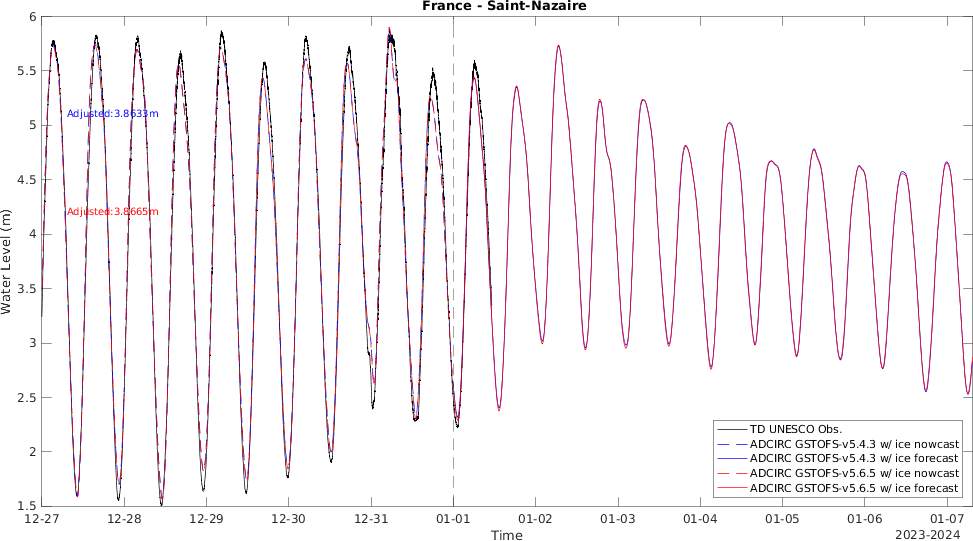 France - Saint-Nazaire
6
5.5
5
4.5
4
3.5
3
2.5
2
1.5
Water Level (m)
Adjusted:3.8633m
Adjusted:3.8665m
TD UNESCO Obs.
ADCIRC GSTOFS-v5.4.3 w/ ice nowcast
ADCIRC GSTOFS-v5.4.3 w/ ice forecast
ADCIRC GSTOFS-v5.6.5 w/ ice nowcast
ADCIRC GSTOFS-v5.6.5 w/ ice forecast
12-27 12-28 12-29 12-30 12-31 01-01 01-02 01-03 01-04 01-05 01-06 01-07
Time
2023-2024